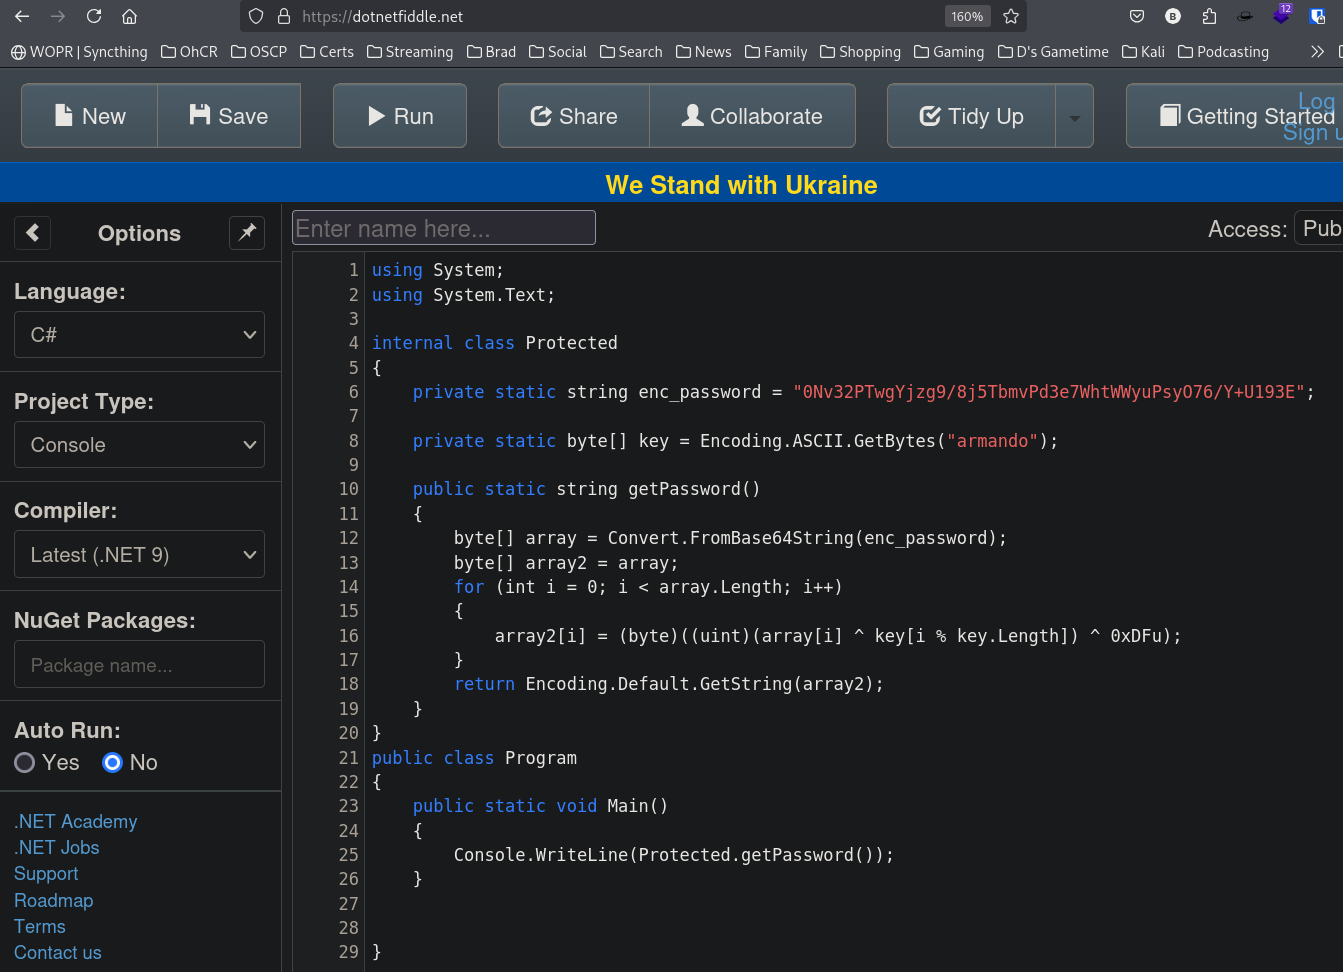 https://dotnetfiddle.net
160%
B
12
WOPR | Syncthing OhCR OSCP Certs Streaming Brad Social Search News Family Shopping Gaming D's Gametime Kali Podcasting
New Save Run Share Collaborate Tidy Up Getting Started
Log
Sign u
We Stand with Ukraine
Options
Enter name here...
Access: Pub
Language:
C#
Project Type:
Console
Compiler:
Latest (.NET 9)
NuGet Packages:
Package name...
Auto Run:
Yes No
.NET Academy
.NET Jobs
Support
Roadmap
Terms
Contact us
1 using System;
2 using System.Text;
3
4 internal class Protected
5 {
6 private static string enc_password = "0Nv32PTwgYjzg9/8j5TbmvPd3e7WhtWWyuPsyO76/Y+U193E";
7
8 private static byte[] key = Encoding.ASCII.GetBytes("armando");
9
10 public static string getPassword()
11 {
12 byte[] array = Convert.FromBase64String(enc_password);
13 byte[] array2 = array;
14 for (int i = 0; i < array.Length; i++)
15 {
16 array2[i] = (byte)((uint)(array[i] ^ key[i % key.Length]) ^ 0xDFu);
17 }
18 return Encoding.Default.GetString(array2);
19 }
20 }
21 public class Program
22 {
23 public static void Main()
24 {
25 Console.WriteLine(Protected.getPassword());
26 }
27
28
29 }